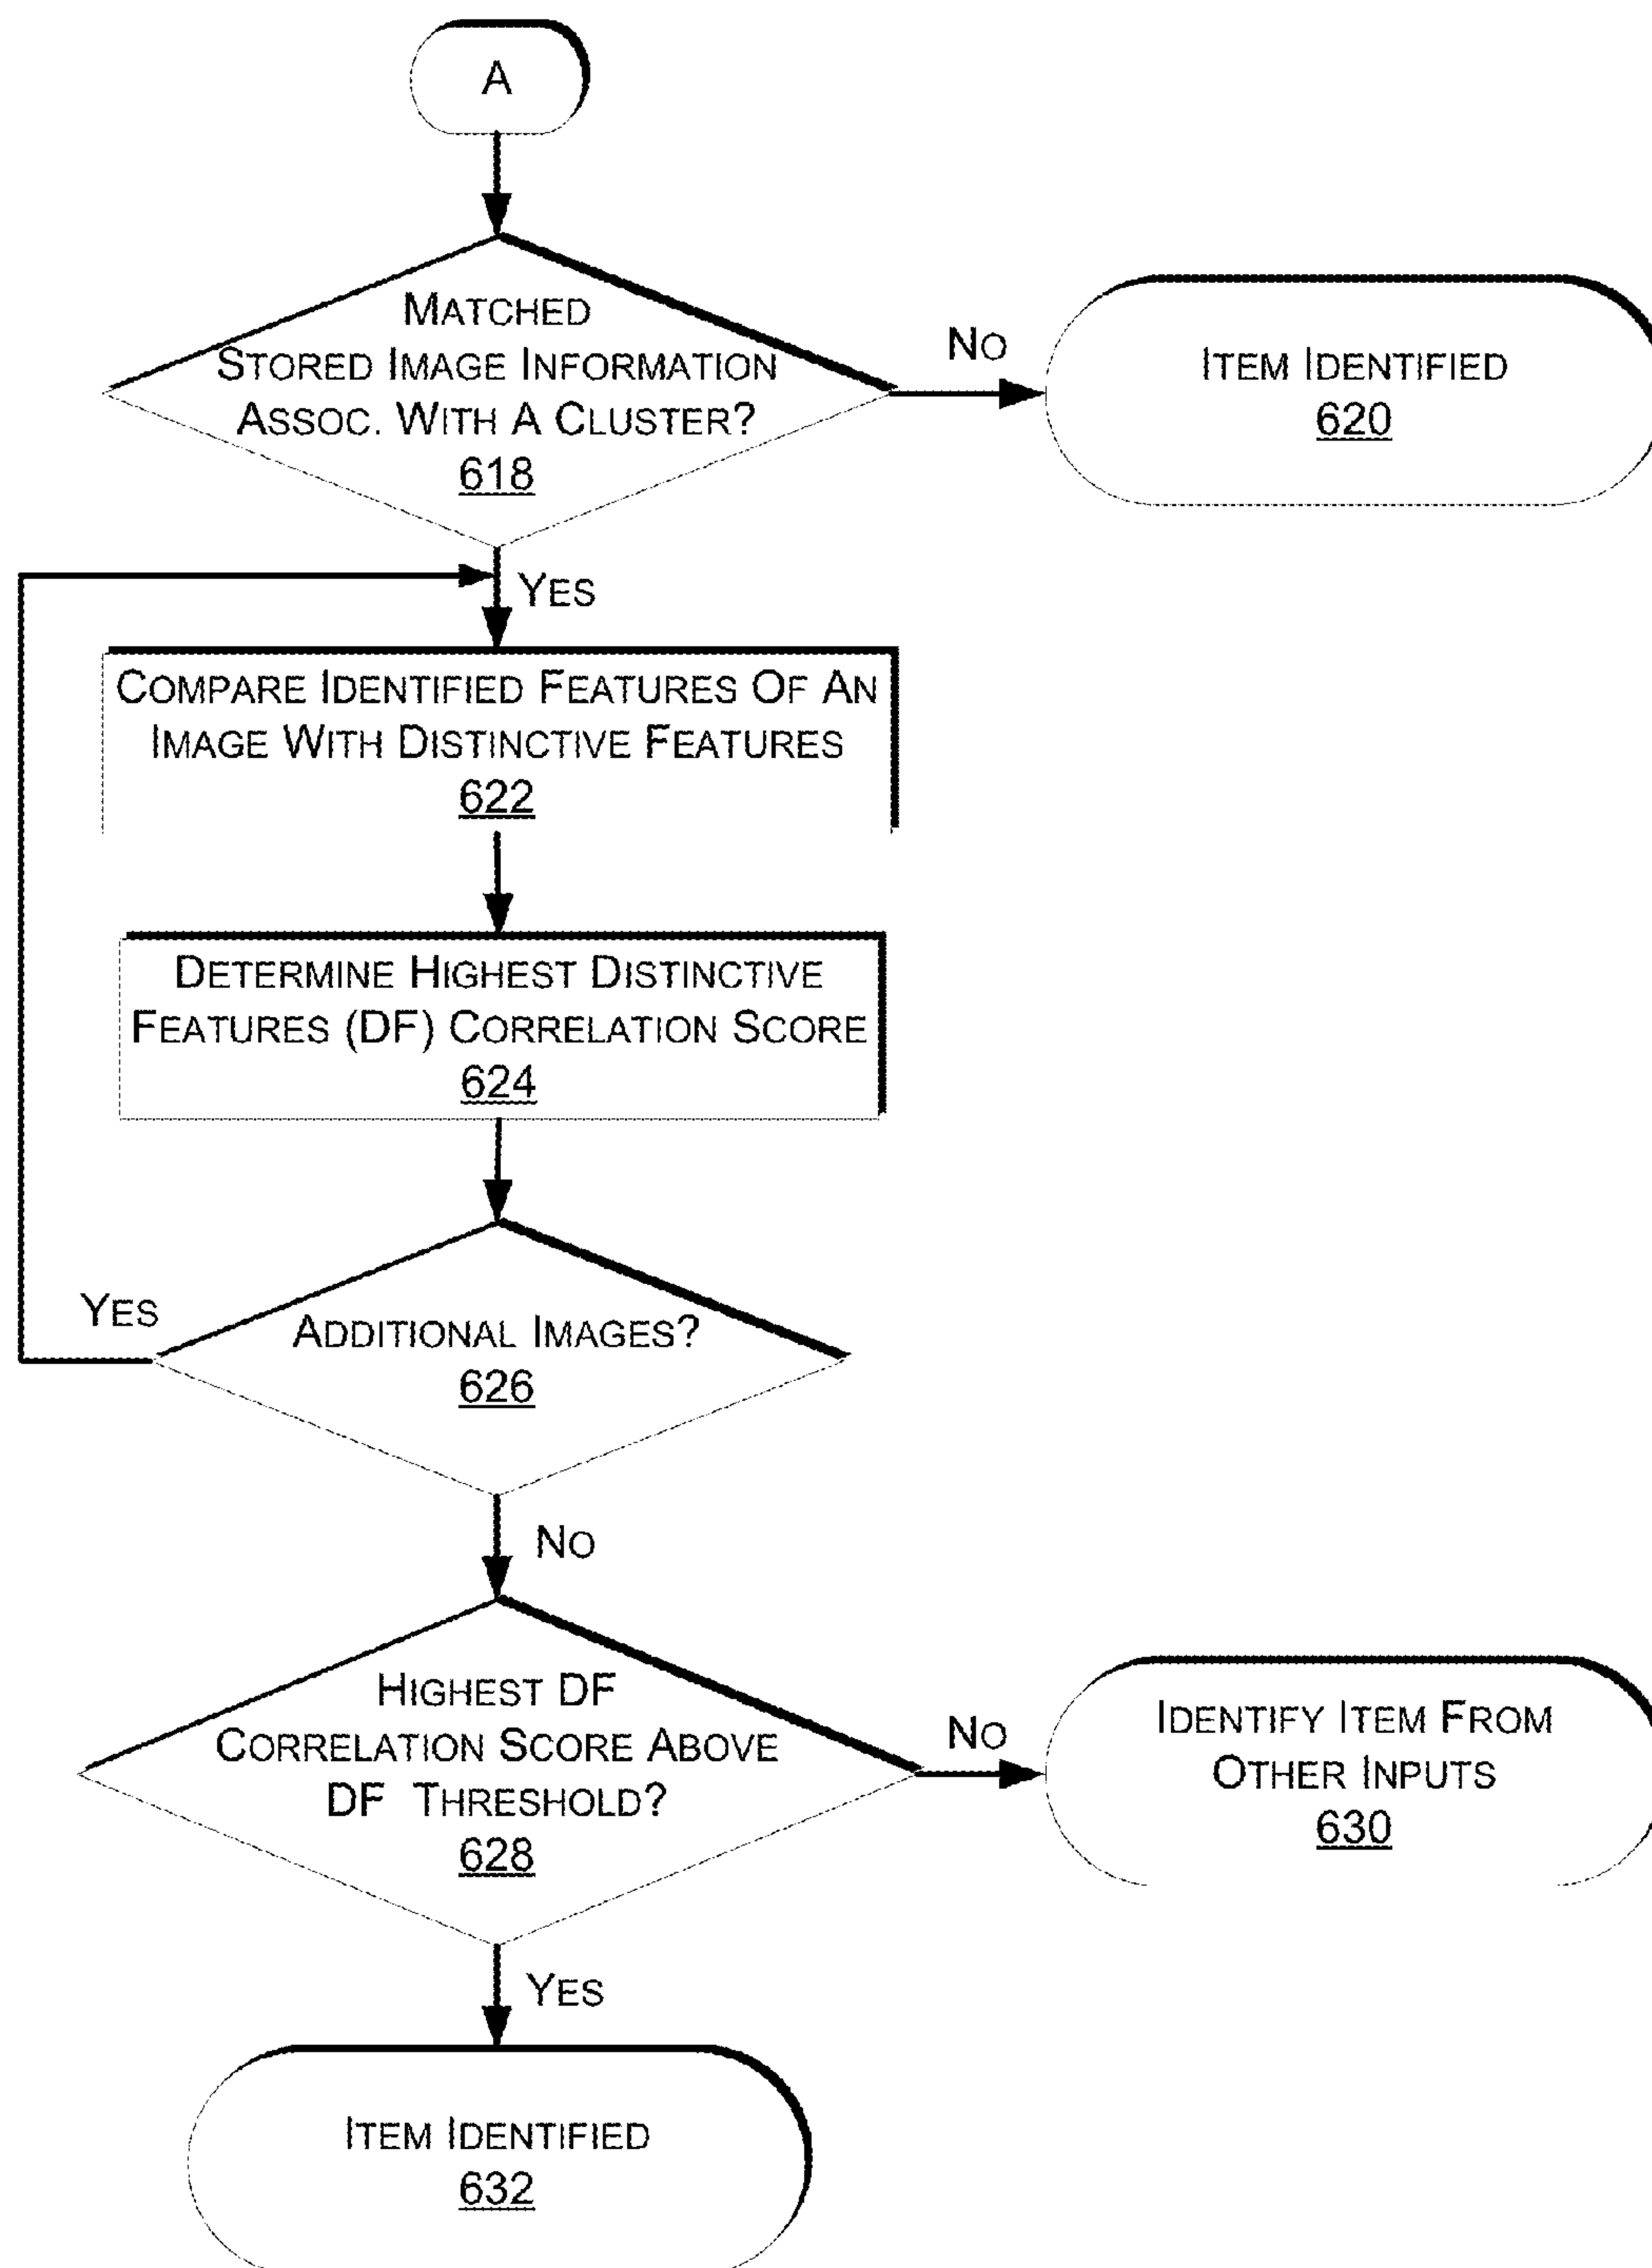 A
MATCHED
STORED IMAGE INFORMATION
ASSOC. WITH A CLUSTER?
618
NO
ITEM IDENTIFIED
620
YES
COMPARE IDENTIFIED FEATURES OF AN
IMAGE WITH DISTINCTIVE FEATURES
622
DETERMINE HIGHEST DISTINCTIVE
FEATURES (DF) CORRELATION SCORE
624
YES
ADDITIONAL IMAGES?
626
NO
HIGHEST DF
CORRELATION SCORE ABOVE
DF THRESHOLD?
628
NO
IDENTIFY ITEM FROM
OTHER INPUTS
630
YES
ITEM IDENTIFIED
632